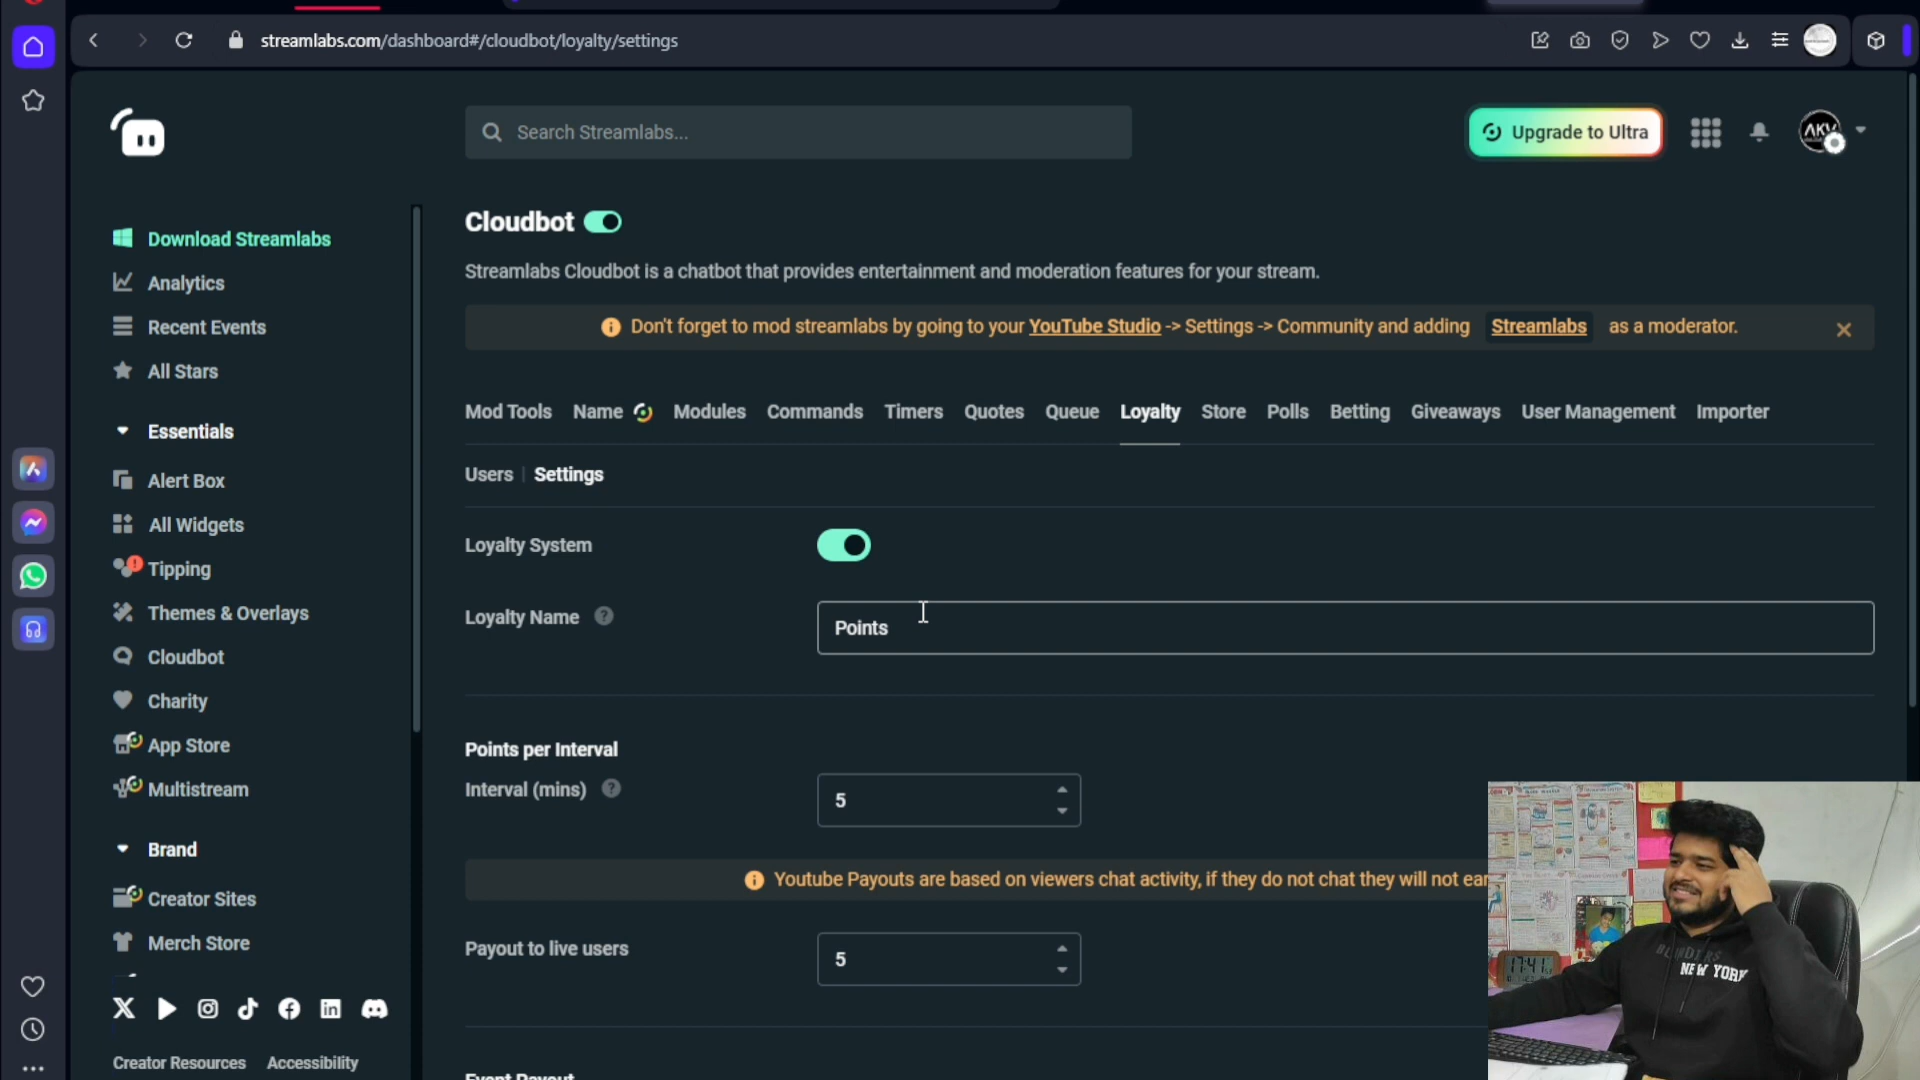 streamlabs.com/dashboard#/cloudbot/loyalty/settings
Search Streamlabs...
Upgrade to Ultra
AKV
Download Streamlabs
Analytics
Recent Events
All Stars
Essentials
Alert Box
All Widgets
Tipping
Themes & Overlays
Cloudbot
Charity
App Store
Multistream
Brand
Creator Sites
Merch Store
Creator Resources Accessibility
Cloudbot
Streamlabs Cloudbot is a chatbot that provides entertainment and moderation features for your stream.
Don't forget to mod streamlabs by going to your YouTube Studio -> Settings -> Community and adding Streamlabs as a moderator.
Mod Tools Name Modules Commands Timers Quotes Queue Loyalty Store Polls Betting Giveaways User Management Importer
Users | Settings
Loyalty System
Loyalty Name
Points
Points per Interval
Interval (mins)
5
Youtube Payouts are based on viewers chat activity, if they do not chat they will not ear
Payout to live users
5
Event Payout
17:41
NEW YORK